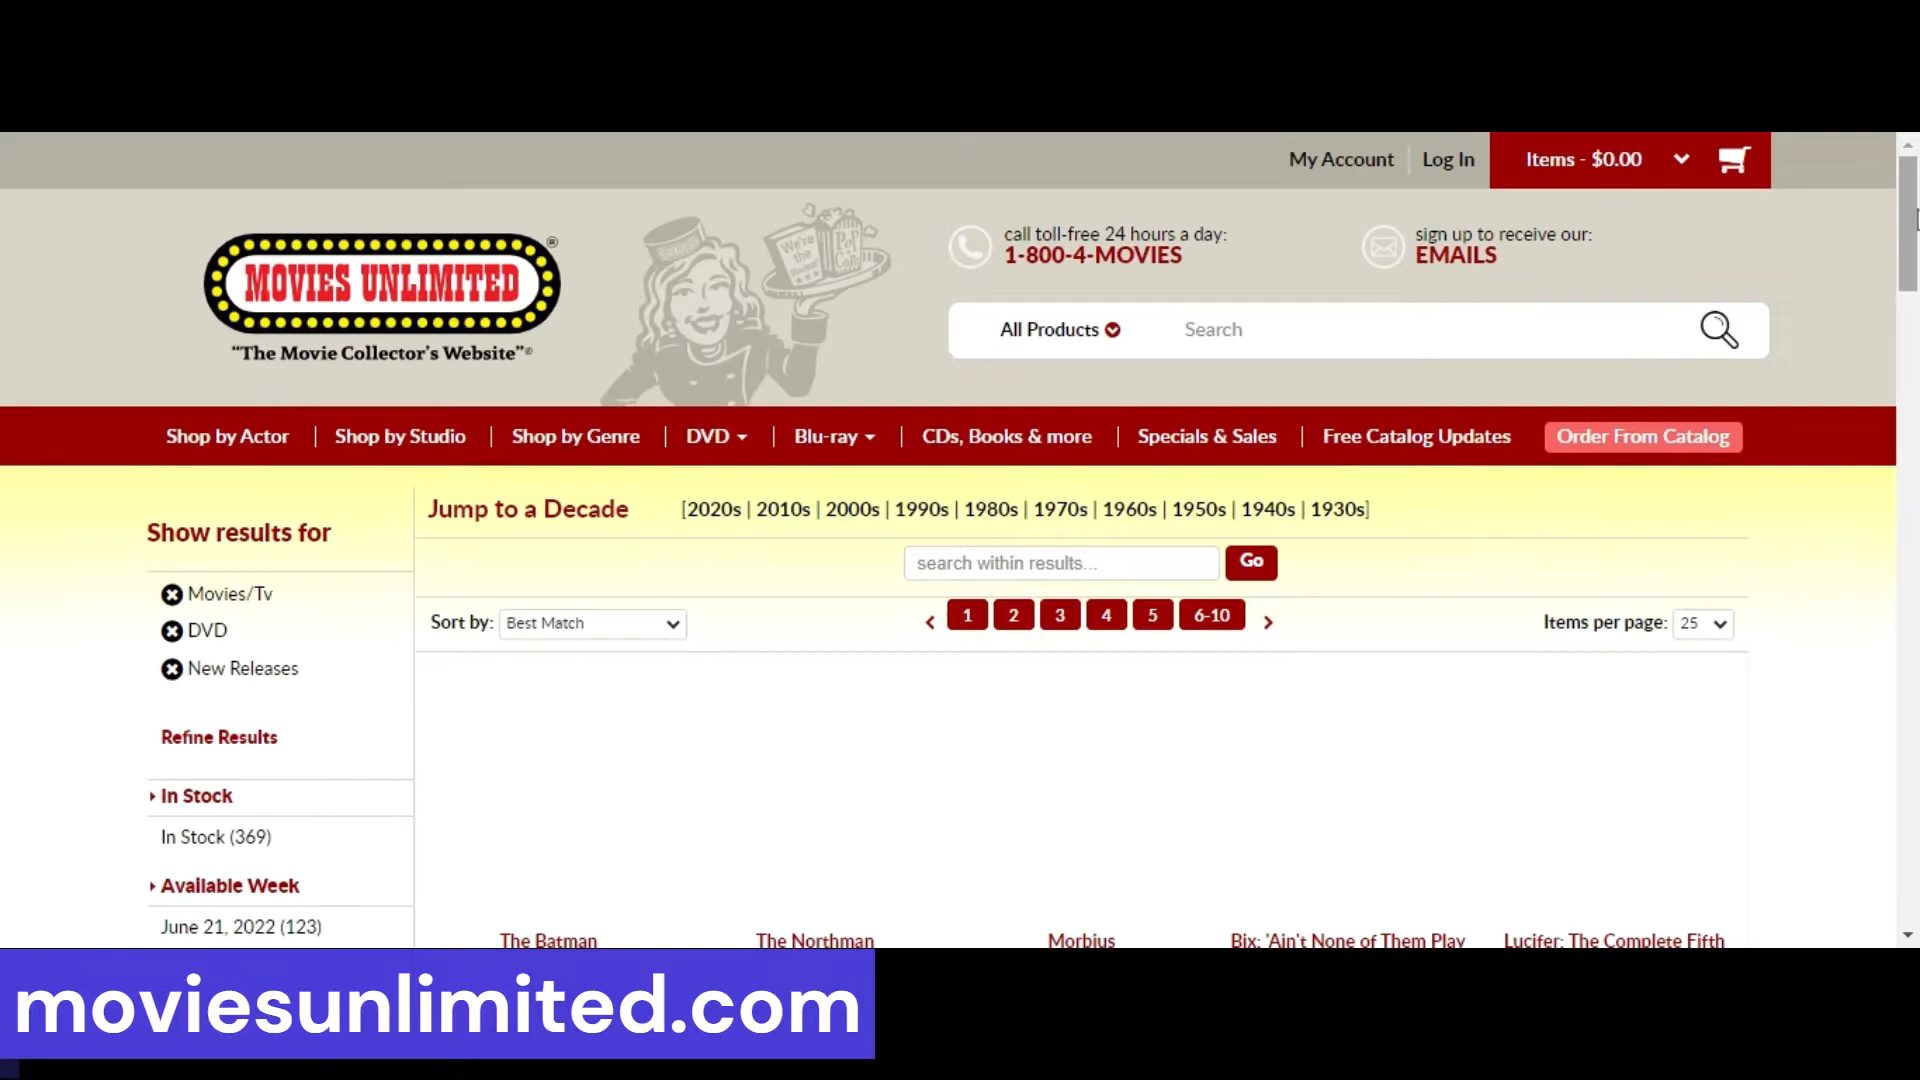 My Account Log In Items - $0.00
call toll-free 24 hours a day:
1-800-4-MOVIES
sign up to receive our:
EMAILS
We're the Movies!
Pop Corn
MOVIES UNLIMITED®
“The Movie Collector's Website”®
All Products Search
Shop by Actor | Shop by Studio | Shop by Genre | DVD | Blu-ray | CDs, Books & more | Specials & Sales | Free Catalog Updates Order From Catalog
Show results for
Movies/Tv
DVD
New Releases
Refine Results
In Stock
In Stock (369)
Available Week
June 21, 2022 (123)
Jump to a Decade [2020s | 2010s | 2000s | 1990s | 1980s | 1970s | 1960s | 1950s | 1940s | 1930s]
search within results... Go
Sort by: Best Match 1 2 3 4 5 6-10 Items per page: 25
The Batman The Northman Morbius Bix: 'Ain't None of Them Play Lucifer: The Complete Fifth
moviesunlimited.com